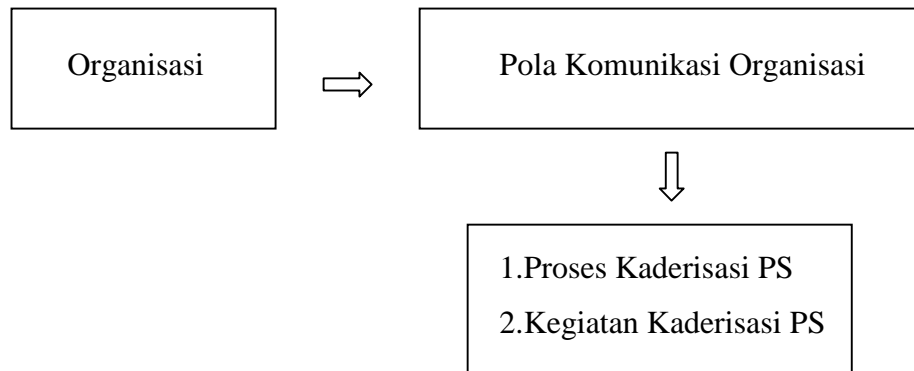 Organisasi
Pola Komunikasi Organisasi
1.Proses Kaderisasi PS
2.Kegiatan Kaderisasi PS